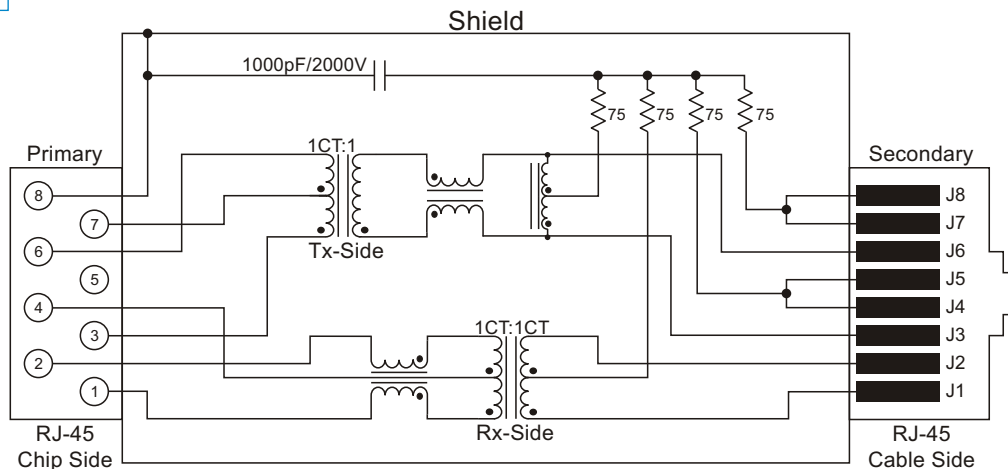 Shield
1000pF/2000V
75
75
75
75
Primary
1CT:1
Secondary
8
7
6
5
4
3
2
1
Tx-Side
1CT:1CT
Rx-Side
J8
J7
J6
J5
J4
J3
J2
J1
RJ-45
Chip Side
RJ-45
Cable Side